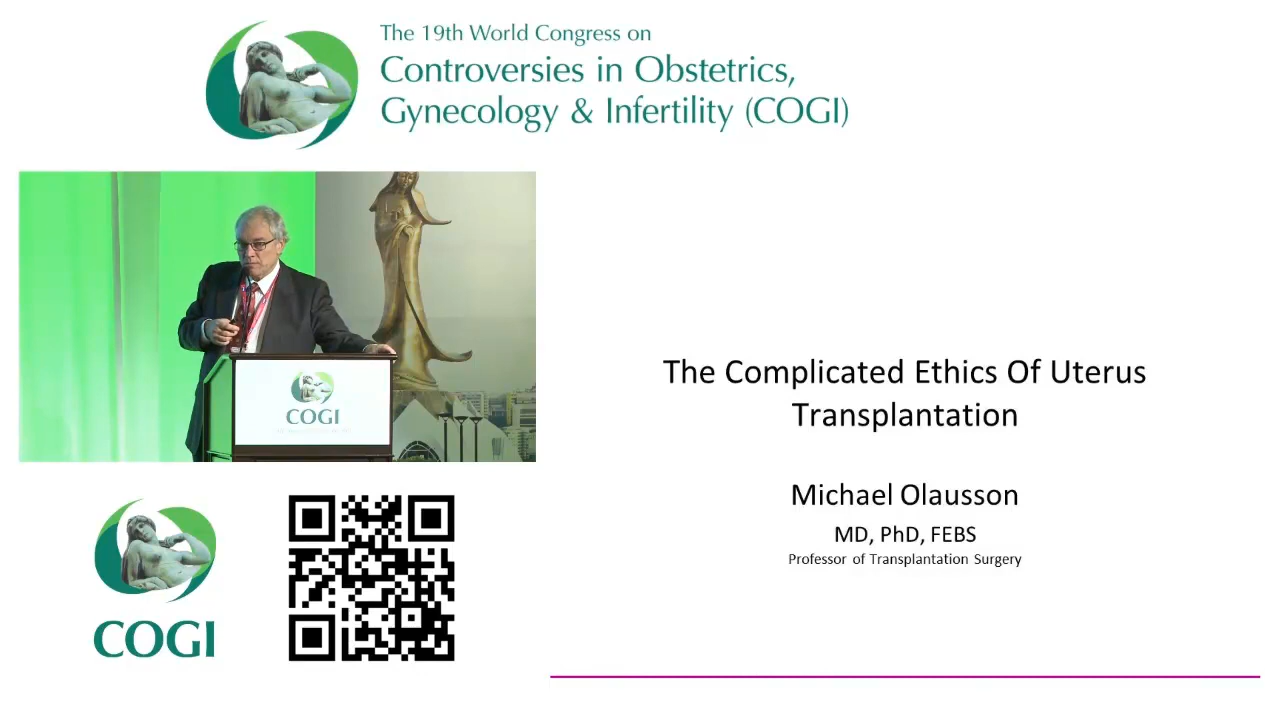 The 19th World Congress on
Controversies in Obstetrics,
Gynecology & Infertility (COGI)
COGI
The Complicated Ethics Of Uterus
Transplantation
Michael Olausson
MD, PhD, FEBS
Professor of Transplantation Surgery
COGI